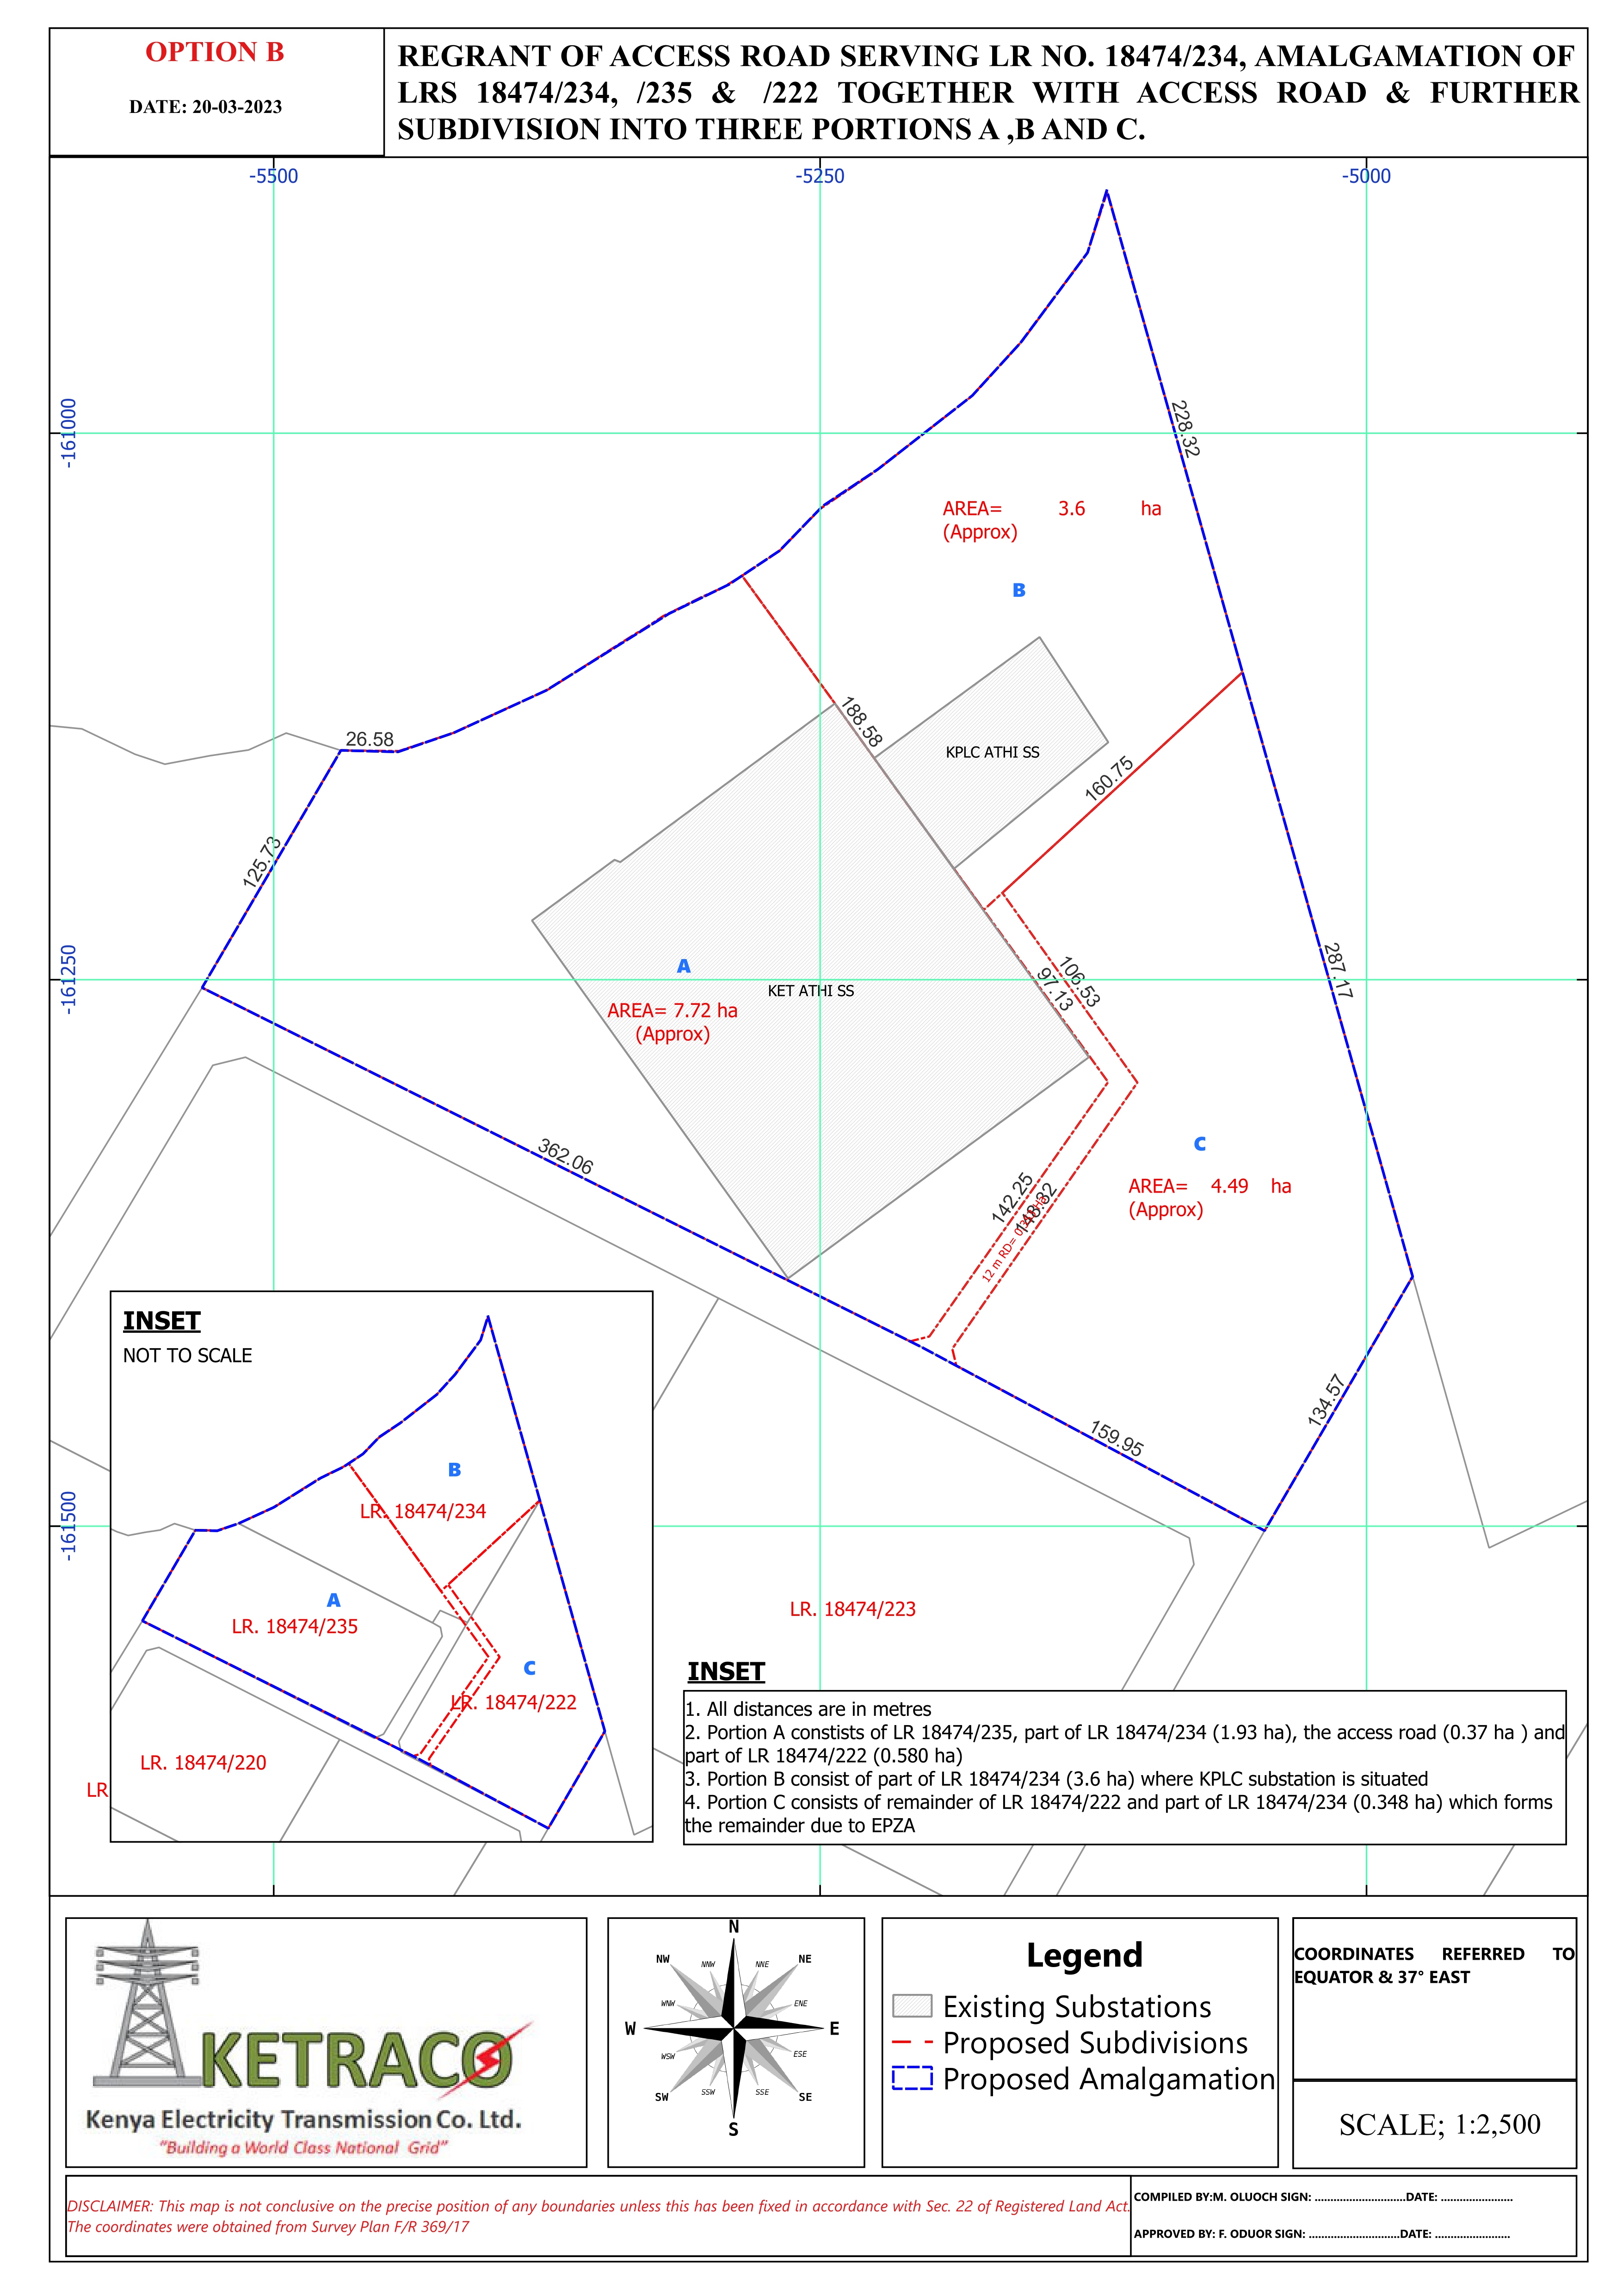 OPTION B
DATE: 20-03-2023
REGRANT OF ACCESS ROAD SERVING LR NO. 18474/234, AMALGAMATION OF
LRS 18474/234, /235 & /222 TOGETHER WITH ACCESS ROAD & FURTHER
SUBDIVISION INTO THREE PORTIONS A ,B AND C.
-5500
-5250
-5000
-161000
-161250
-161500
228.32
AREA= 3.6 ha
(Approx)
B
188.58
26.58
KPLC ATHI SS
160.75
125.73
A
KET ATHI SS
AREA= 7.72 ha
(Approx)
106.53
97.13
287.17
362.06
C
AREA= 4.49 ha
(Approx)
142.25
148.32
12 m RD=
134.57
159.95
INSET
NOT TO SCALE
B
LR. 18474/234
A
LR. 18474/235
C
LR. 18474/222
LR. 18474/220
LR
LR. 18474/223
INSET
1. All distances are in metres
2. Portion A constists of LR 18474/235, part of LR 18474/234 (1.93 ha), the access road (0.37 ha ) and
part of LR 18474/222 (0.580 ha)
3. Portion B consist of part of LR 18474/234 (3.6 ha) where KPLC substation is situated
4. Portion C consists of remainder of LR 18474/222 and part of LR 18474/234 (0.348 ha) which forms
the remainder due to EPZA
KETRACO
Kenya Electricity Transmission Co. Ltd.
"Building a World Class National Grid"
N
NNW
NNE
NW
NE
WNW
ENE
W
E
WSW
ESE
SW
SE
SSW
SSE
S
Legend
Existing Substations
Proposed Subdivisions
Proposed Amalgamation
COORDINATES REFERRED TO
EQUATOR & 37° EAST
SCALE; 1:2,500
DISCLAIMER: This map is not conclusive on the precise position of any boundaries unless this has been fixed in accordance with Sec. 22 of Registered Land Act.
The coordinates were obtained from Survey Plan F/R 369/17
COMPILED BY:M. OLUOCH SIGN: .............................DATE: .......................
APPROVED BY: F. ODUOR SIGN: .............................DATE: ........................